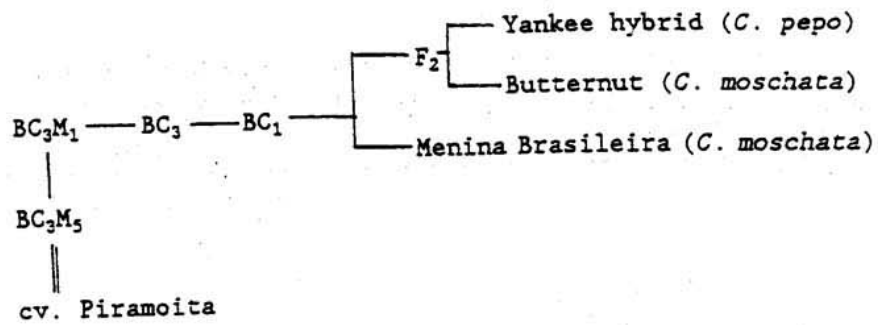 Yankee hybrid (C. pepo)
F2
Butternut (C. moschata)
BC3M1 BC3 BC1
Menina Brasileira (C. moschata)
BC3M5
cv. Piramoita